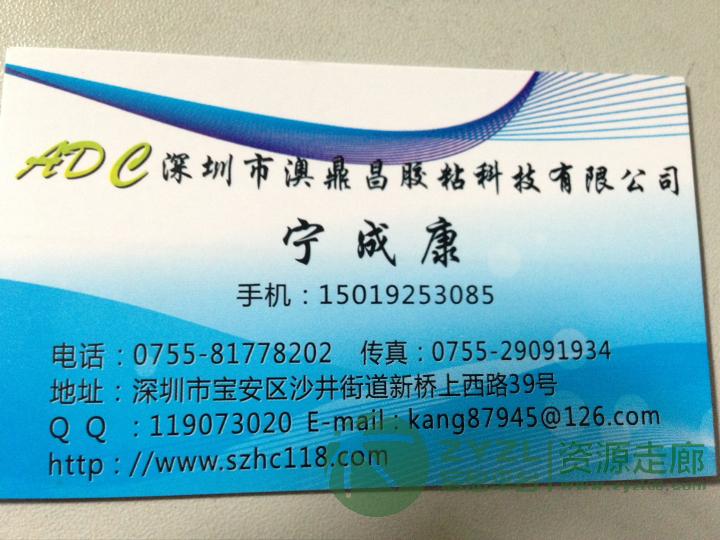 ADC 深圳市澳鼎昌胶粘科技有限公司
宁成康
手机：15019253085
电话：0755-81778202 传真：0755-29091934
地址：深圳市宝安区沙井街道新桥上西路39号
QQ：119073020 E-mail：kang87945@126.com
http://www.szhc118.com
资源走廊